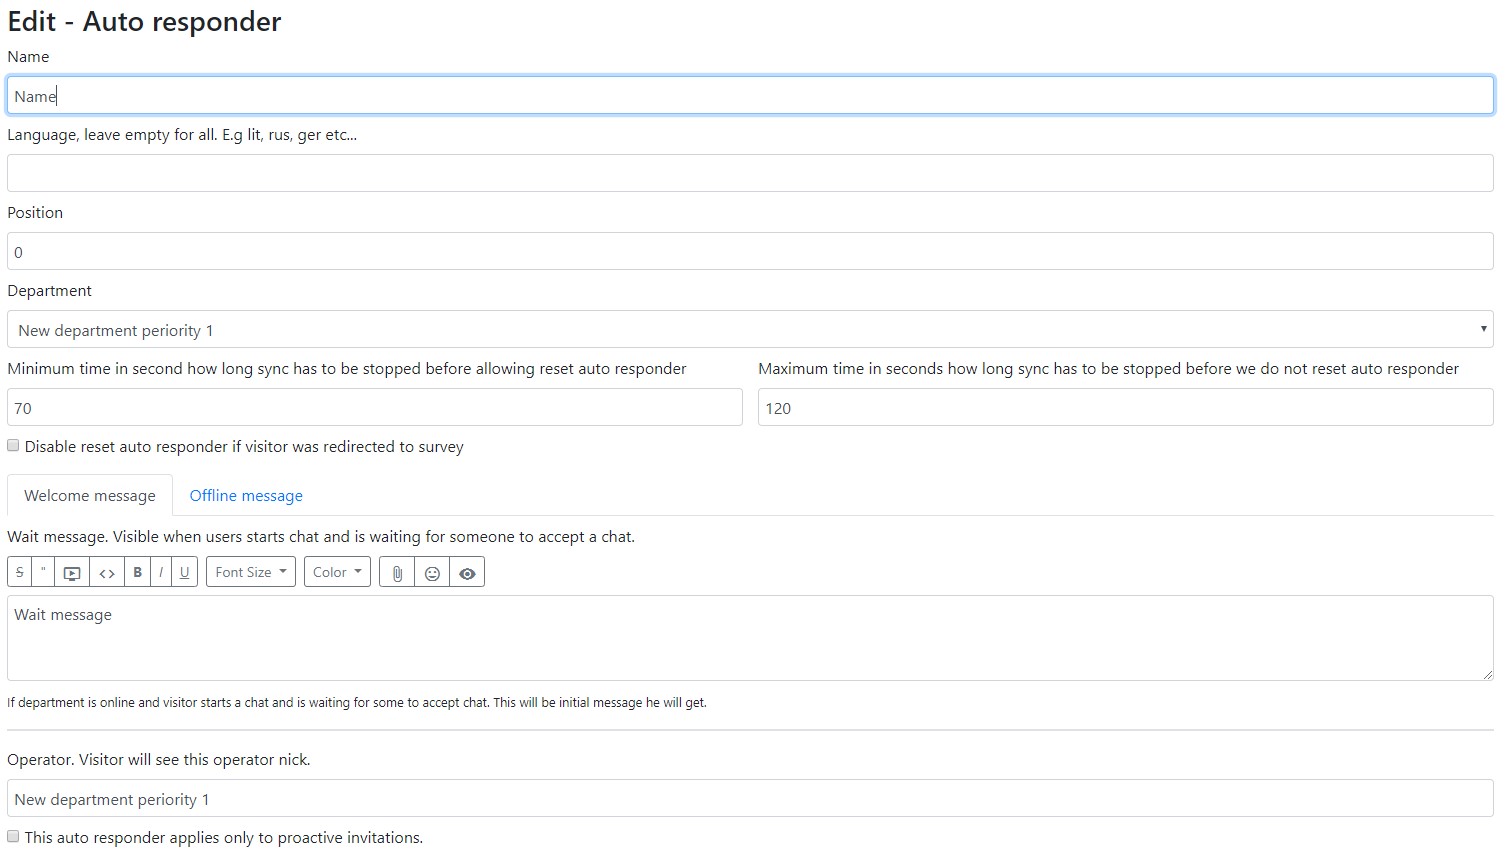 Edit - Auto responder
Name
Name
Language, leave empty for all. E.g lit, rus, ger etc...
Position
0
Department
New department periority 1
Minimum time in second how long sync has to be stopped before allowing reset auto responder
Maximum time in seconds how long sync has to be stopped before we do not reset auto responder
70
120
Disable reset auto responder if visitor was redirected to survey
Welcome message Offline message
Wait message. Visible when users starts chat and is waiting for someone to accept a chat.
S " <> B I U Font Size Color
Wait message
If department is online and visitor starts a chat and is waiting for some to accept chat. This will be initial message he will get.
Operator. Visitor will see this operator nick.
New department periority 1
This auto responder applies only to proactive invitations.